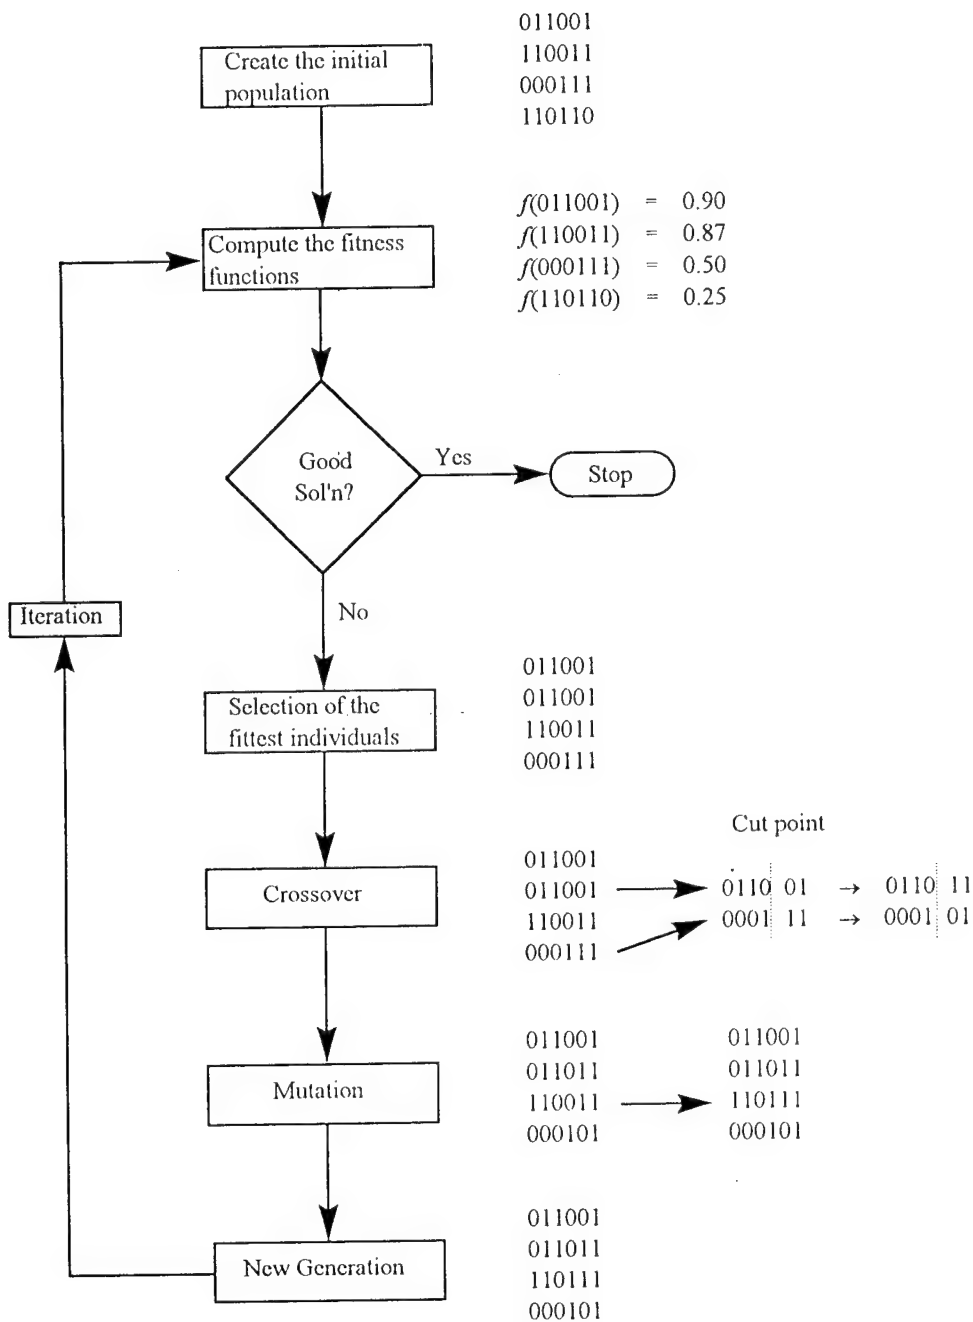 011001
110011
000111
110110
Create the initial
population
f(011001) = 0.90
f(110011) = 0.87
f(000111) = 0.50
f(110110) = 0.25
Compute the fitness
functions
Good
Sol'n?
Yes
Stop
No
Iteration
Selection of the
fittest individuals
011001
011001
110011
000111
Cut point
Crossover
011001
011001
110011
000111
0110 01 → 0110 11
0001 11 → 0001 01
Mutation
011001
011011
110011
000101
011001
011011
110111
000101
New Generation
011001
011011
110111
000101